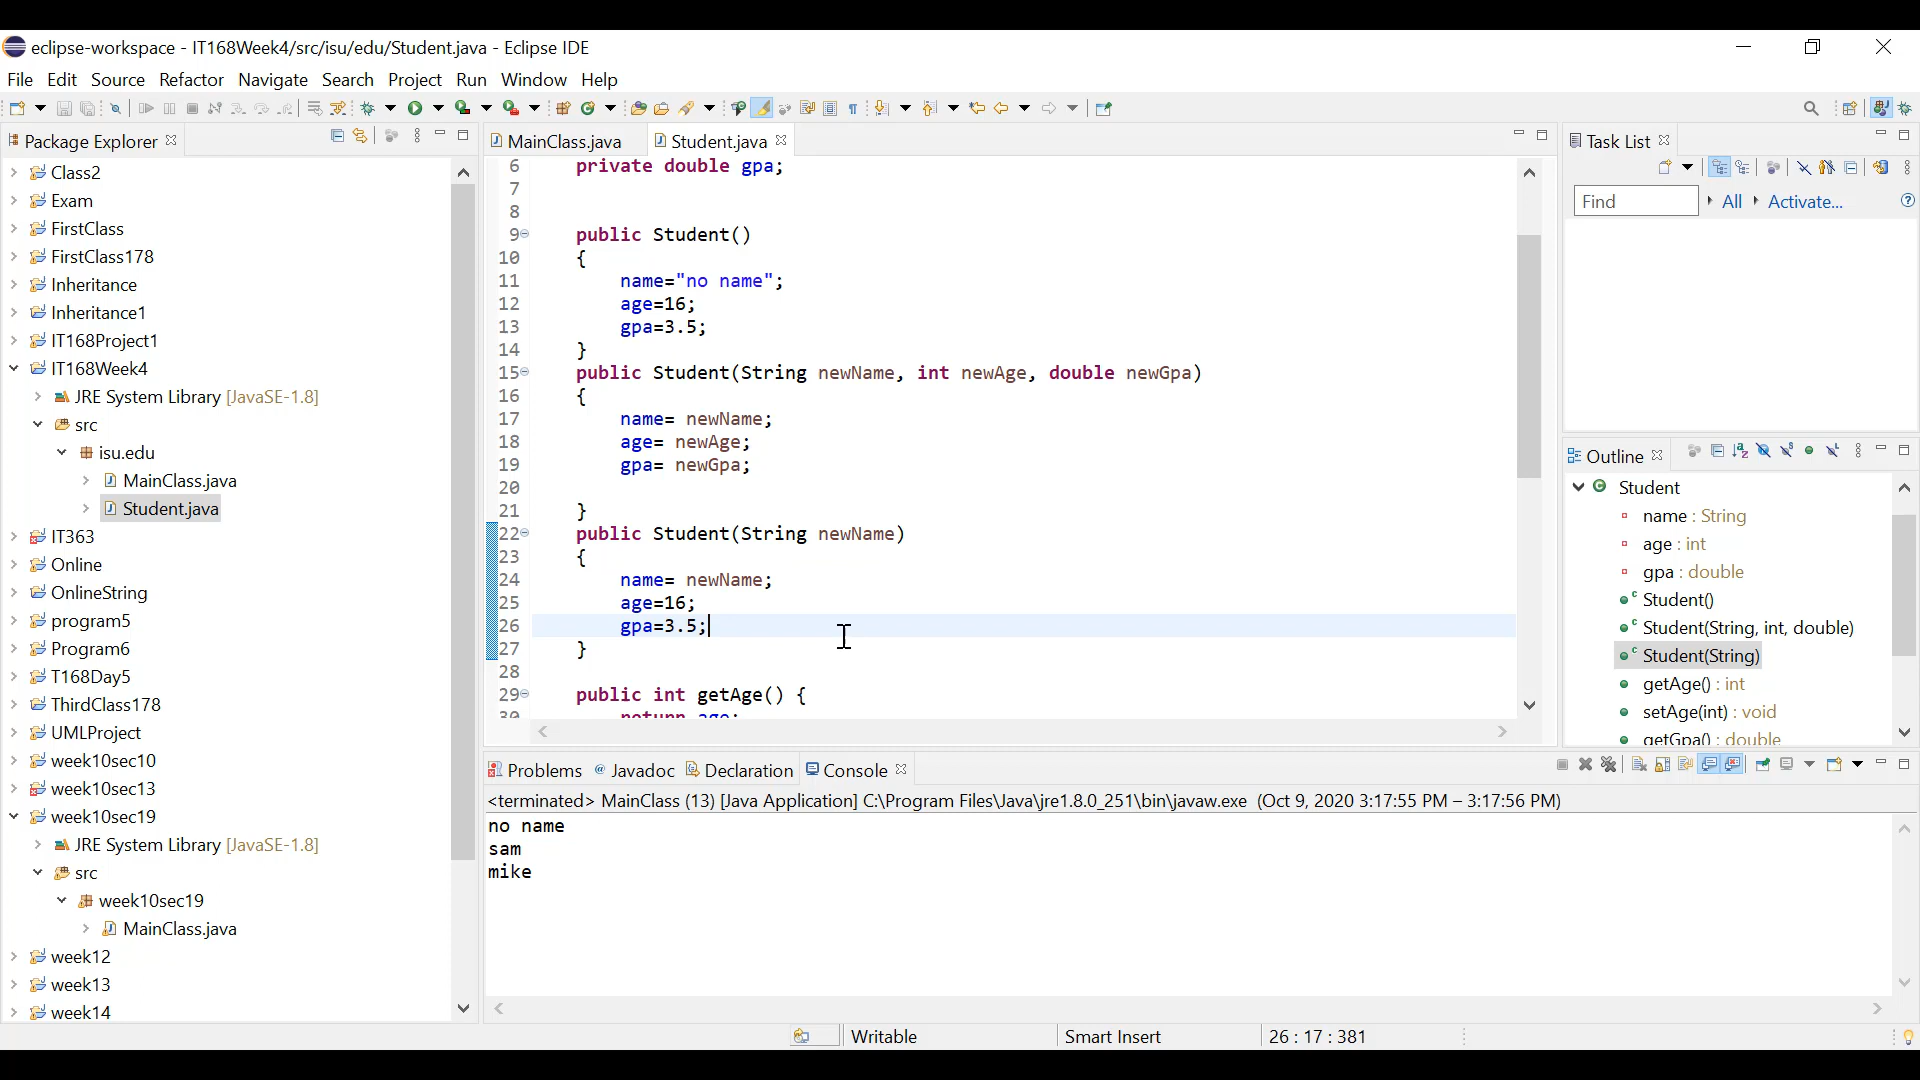 eclipse-workspace - IT168Week4/src/isu/edu/Student.java - Eclipse IDE
File Edit Source Refactor Navigate Search Project Run Window Help
Package Explorer
Class2
Exam
FirstClass
FirstClass178
Inheritance
Inheritance1
IT168Project1
IT168Week4
JRE System Library [JavaSE-1.8]
src
isu.edu
MainClass.java
Student.java
IT363
Online
OnlineString
program5
Program6
T168Day5
ThirdClass178
UMLProject
week10sec10
week10sec13
week10sec19
JRE System Library [JavaSE-1.8]
src
week10sec19
MainClass.java
week12
week13
week14
MainClass.java Student.java
6 private double gpa;
7
8
9 public Student()
10 {
11 name="no name";
12 age=16;
13 gpa=3.5;
14 }
15 public Student(String newName, int newAge, double newGpa)
16 {
17 name= newName;
18 age= newAge;
19 gpa= newGpa;
20
21 }
22 public Student(String newName)
23 {
24 name= newName;
25 age=16;
26 gpa=3.5;
27 }
28
29 public int getAge() {
30 return age;
Task List
Find All Activate...
Outline
Student
name : String
age : int
gpa : double
Student()
Student(String, int, double)
Student(String)
getAge() : int
setAge(int) : void
getGpa() : double
Problems @ Javadoc Declaration Console
<terminated> MainClass (13) [Java Application] C:\Program Files\Java\jre1.8.0_251\bin\javaw.exe (Oct 9, 2020 3:17:55 PM – 3:17:56 PM)
no name
sam
mike
Writable Smart Insert 26 : 17 : 381